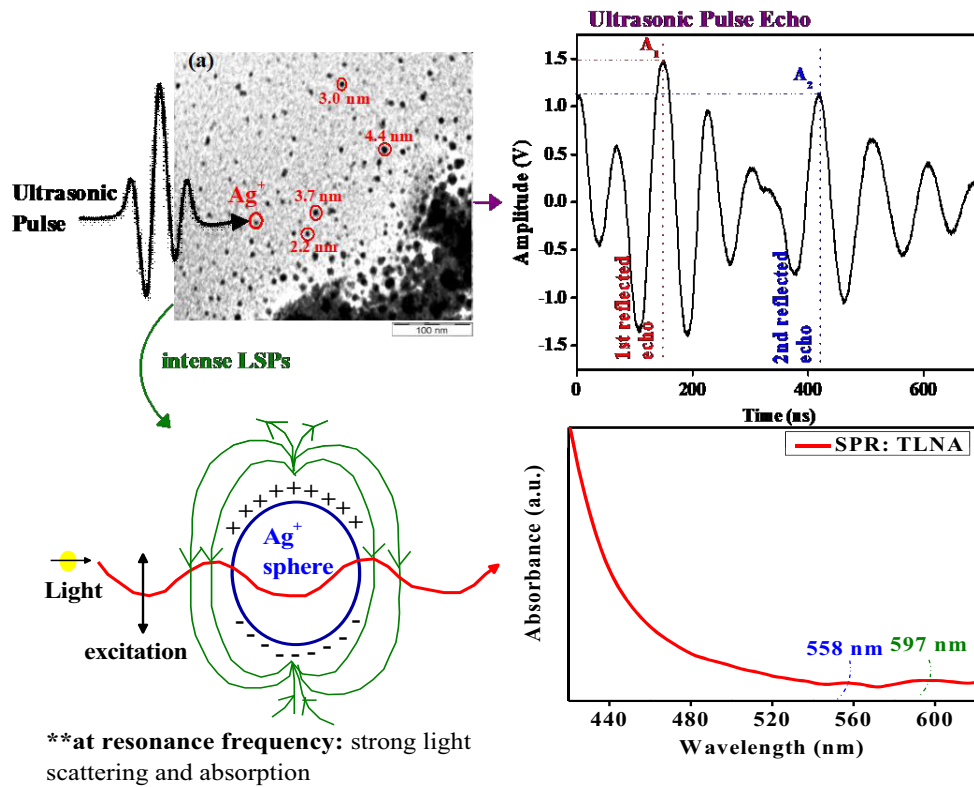 Ultrasonic Pulse Echo
(a)
3.0 nm
4.4 nm
3.7 nm
Ag+
2.2 nm
100 nm
Ultrasonic
Pulse
intense LSPs
A1
A2
1.5
1.0
0.5
0.0
-0.5
-1.0
-1.5
Amplitude (V)
1st reflected
echo
2nd reflected
echo
0
200
400
600
Time (ns)
+ + + + + + + + +
Ag+
sphere
- - - - - - - - -
Light
excitation
**at resonance frequency: strong light
scattering and absorption
SPR: TLNA
Absorbance (a.u.)
558 nm
597 nm
440
480
520
560
600
Wavelength (nm)